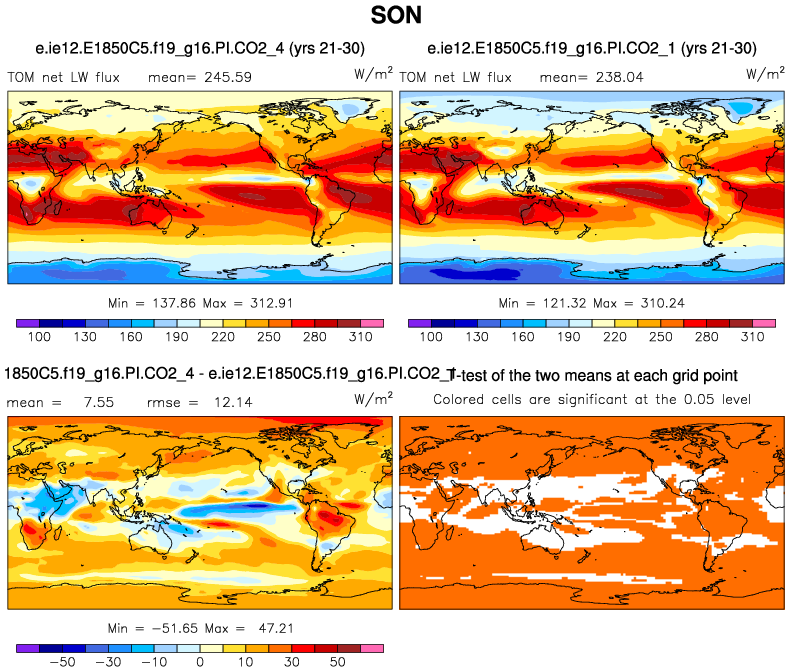 SON
e.ie12.E1850C5.f19_g16.PI.CO2_4 (yrs 21-30)
e.ie12.E1850C5.f19_g16.PI.CO2_1 (yrs 21-30)
TOM net LW flux mean= 245.59 W/m²
TOM net LW flux mean= 238.04 W/m²
Min = 137.86 Max = 312.91
Min = 121.32 Max = 310.24
100 130 160 190 220 250 280 310
100 130 160 190 220 250 280 310
1850C5.f19_g16.PI.CO2_4 - e.ie12.E1850C5.f19_g16.PI.CO2_1
T-test of the two means at each grid point
mean = 7.55 rmse = 12.14 W/m²
Colored cells are significant at the 0.05 level
Min = −51.65 Max = 47.21
−50 −30 −10 0 10 30 50